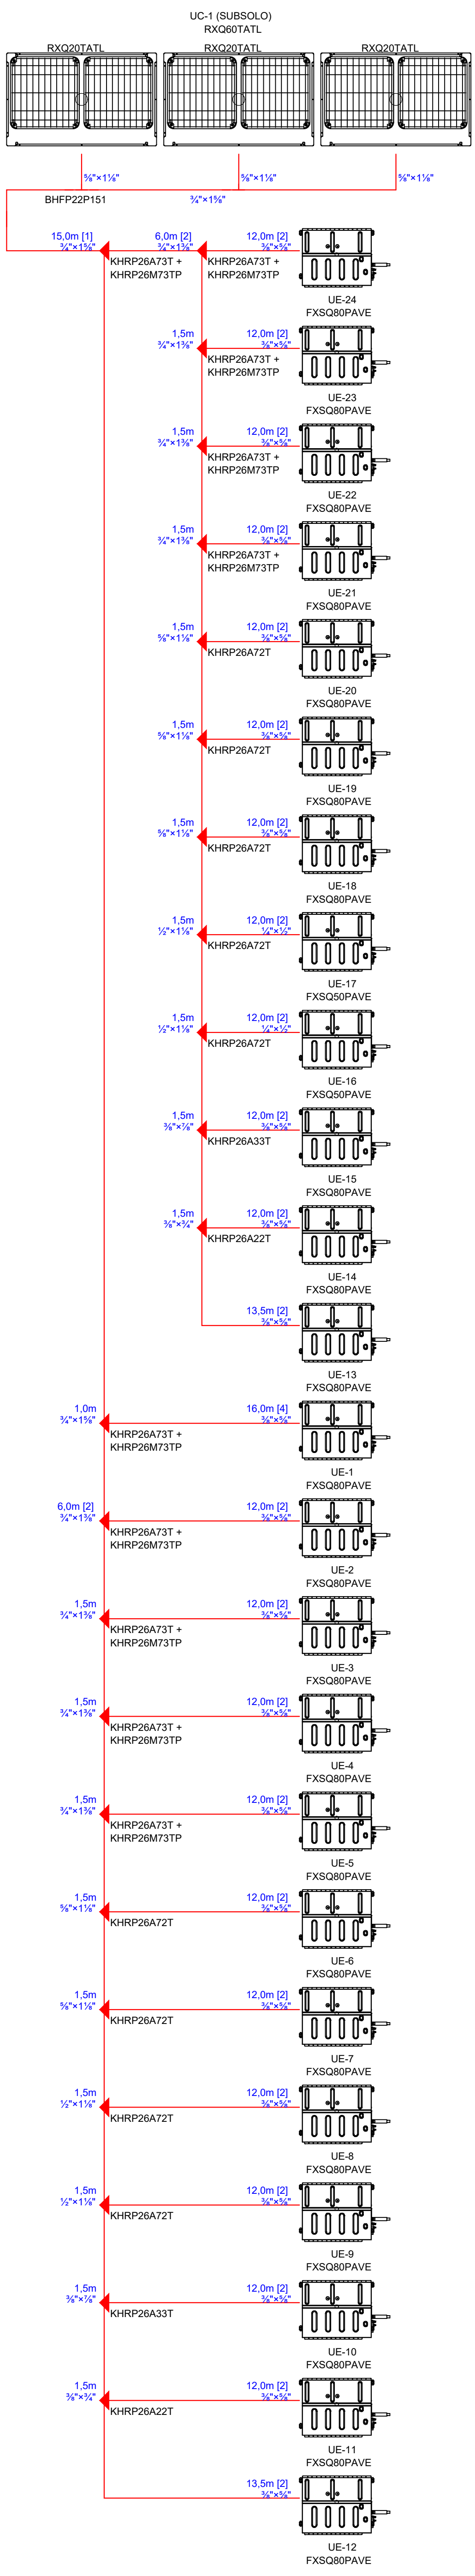 UC-1 (SUBSOLO)
RXQ60TATL
RXQ20TATL RXQ20TATL RXQ20TATL
⅝"×1⅛" ⅝"×1⅛" ⅝"×1⅛"
BHFP22P151 ¾"×1⅝"
15,0m [1] 6,0m [2] 12,0m [2]
¾"×1⅝" ¾"×1⅜" ⅜"×⅝"
KHRP26A73T + KHRP26A73T +
KHRP26M73TP KHRP26M73TP
UE-24
FXSQ80PAVE
1,5m 12,0m [2]
¾"×1⅜" ⅜"×⅝"
KHRP26A73T +
KHRP26M73TP
UE-23
FXSQ80PAVE
1,5m 12,0m [2]
¾"×1⅜" ⅜"×⅝"
KHRP26A73T +
KHRP26M73TP
UE-22
FXSQ80PAVE
1,5m 12,0m [2]
¾"×1⅜" ⅜"×⅝"
KHRP26A73T +
KHRP26M73TP
UE-21
FXSQ80PAVE
1,5m 12,0m [2]
⅝"×1⅛" ⅜"×⅝"
KHRP26A72T
UE-20
FXSQ80PAVE
1,5m 12,0m [2]
⅝"×1⅛" ⅜"×⅝"
KHRP26A72T
UE-19
FXSQ80PAVE
1,5m 12,0m [2]
⅝"×1⅛" ⅜"×⅝"
KHRP26A72T
UE-18
FXSQ80PAVE
1,5m 12,0m [2]
½"×1⅛" ¼"×½"
KHRP26A72T
UE-17
FXSQ50PAVE
1,5m 12,0m [2]
½"×1⅛" ¼"×½"
KHRP26A72T
UE-16
FXSQ50PAVE
1,5m 12,0m [2]
⅜"×⅞" ⅜"×⅝"
KHRP26A33T
UE-15
FXSQ80PAVE
1,5m 12,0m [2]
⅜"×¾" ⅜"×⅝"
KHRP26A22T
UE-14
FXSQ80PAVE
13,5m [2]
⅜"×⅝"
UE-13
FXSQ80PAVE
1,0m 16,0m [4]
¾"×1⅝" ⅜"×⅝"
KHRP26A73T +
KHRP26M73TP
UE-1
FXSQ80PAVE
6,0m [2] 12,0m [2]
¾"×1⅜" ⅜"×⅝"
KHRP26A73T +
KHRP26M73TP
UE-2
FXSQ80PAVE
1,5m 12,0m [2]
¾"×1⅜" ⅜"×⅝"
KHRP26A73T +
KHRP26M73TP
UE-3
FXSQ80PAVE
1,5m 12,0m [2]
¾"×1⅜" ⅜"×⅝"
KHRP26A73T +
KHRP26M73TP
UE-4
FXSQ80PAVE
1,5m 12,0m [2]
¾"×1⅜" ⅜"×⅝"
KHRP26A73T +
KHRP26M73TP
UE-5
FXSQ80PAVE
1,5m 12,0m [2]
⅝"×1⅛" ⅜"×⅝"
KHRP26A72T
UE-6
FXSQ80PAVE
1,5m 12,0m [2]
⅝"×1⅛" ⅜"×⅝"
KHRP26A72T
UE-7
FXSQ80PAVE
1,5m 12,0m [2]
½"×1⅛" ⅜"×⅝"
KHRP26A72T
UE-8
FXSQ80PAVE
1,5m 12,0m [2]
½"×1⅛" ⅜"×⅝"
KHRP26A72T
UE-9
FXSQ80PAVE
1,5m 12,0m [2]
⅜"×⅞" ⅜"×⅝"
KHRP26A33T
UE-10
FXSQ80PAVE
1,5m 12,0m [2]
⅜"×¾" ⅜"×⅝"
KHRP26A22T
UE-11
FXSQ80PAVE
13,5m [2]
⅜"×⅝"
UE-12
FXSQ80PAVE